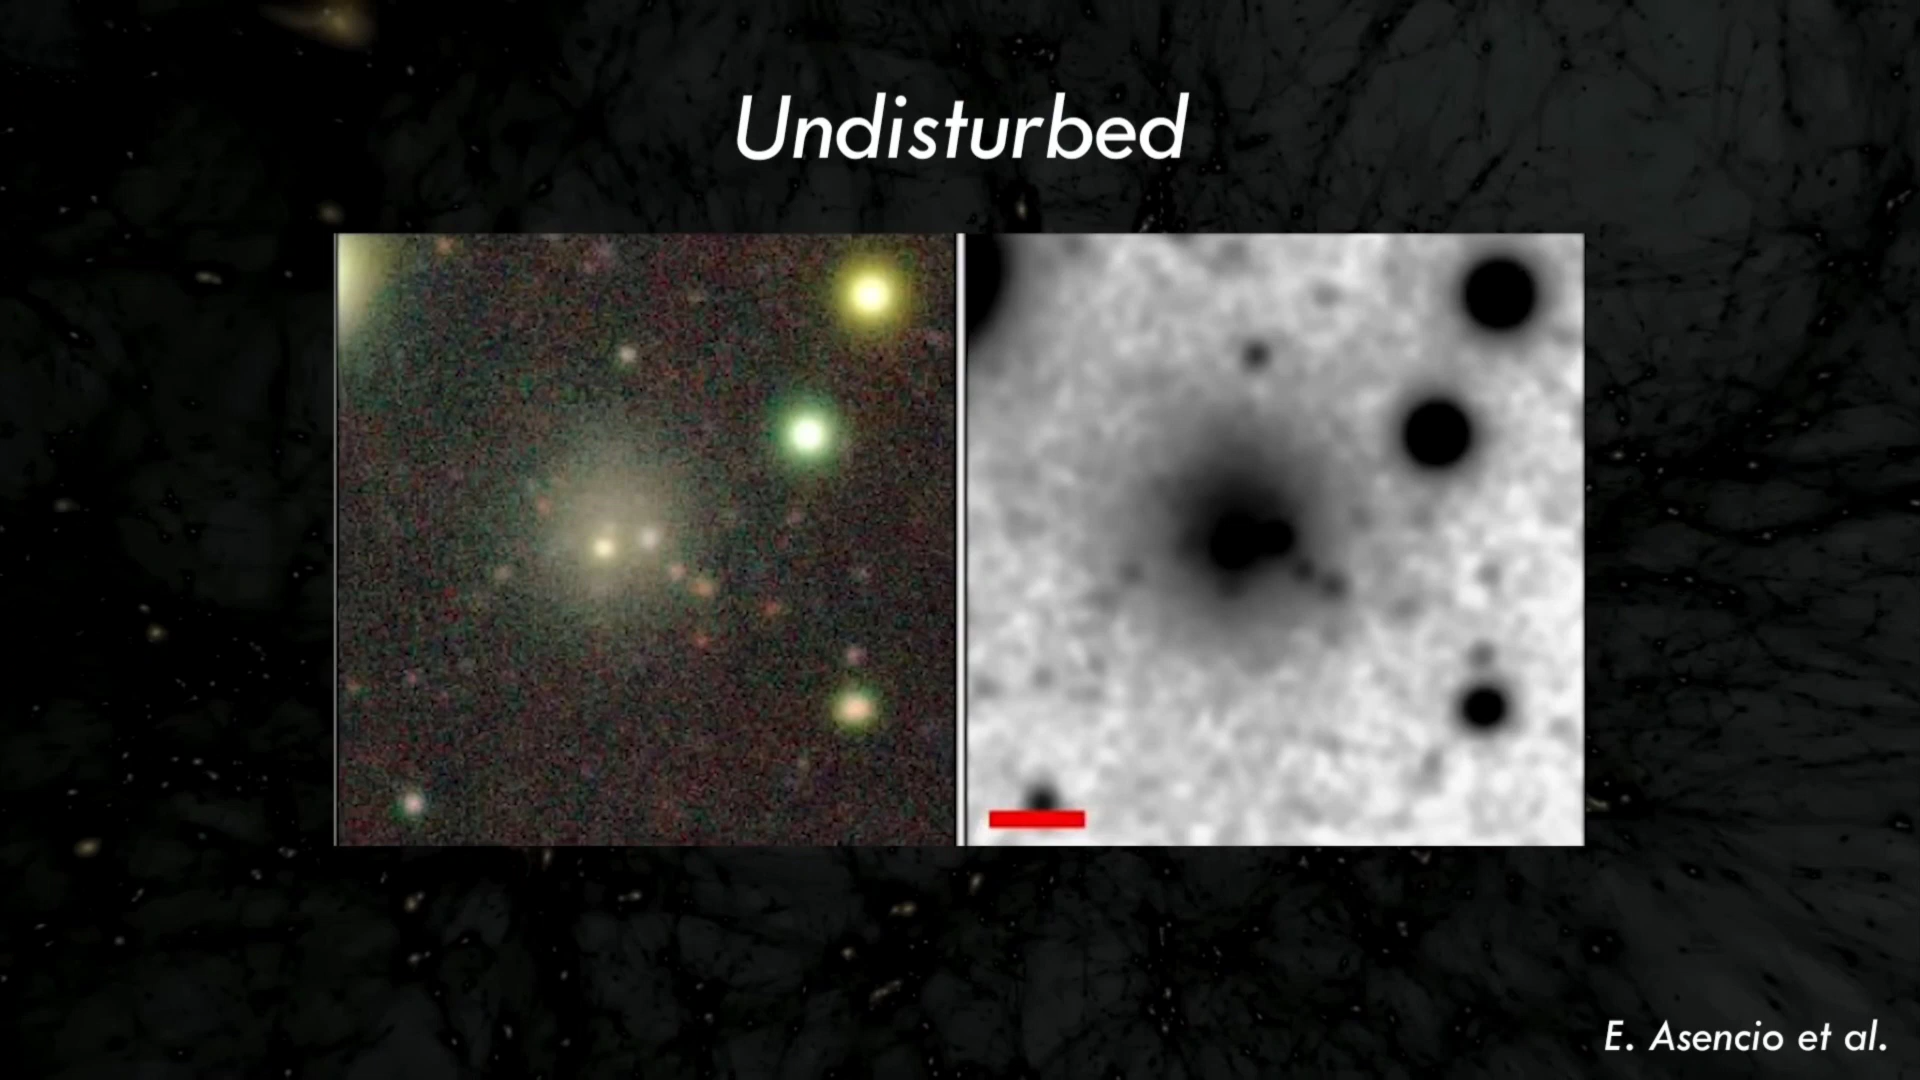 Undisturbed
E. Asencio et al.